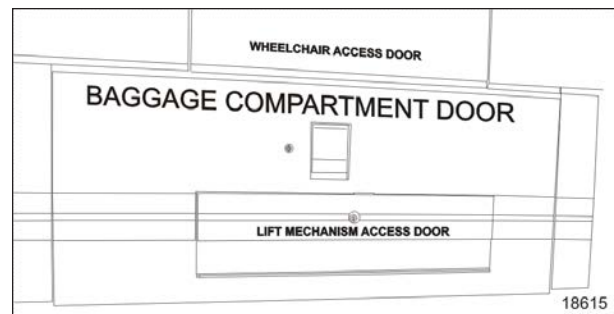 WHEELCHAIR ACCESS DOOR
BAGGAGE COMPARTMENT DOOR
LIFT MECHANISM ACCESS DOOR
18615